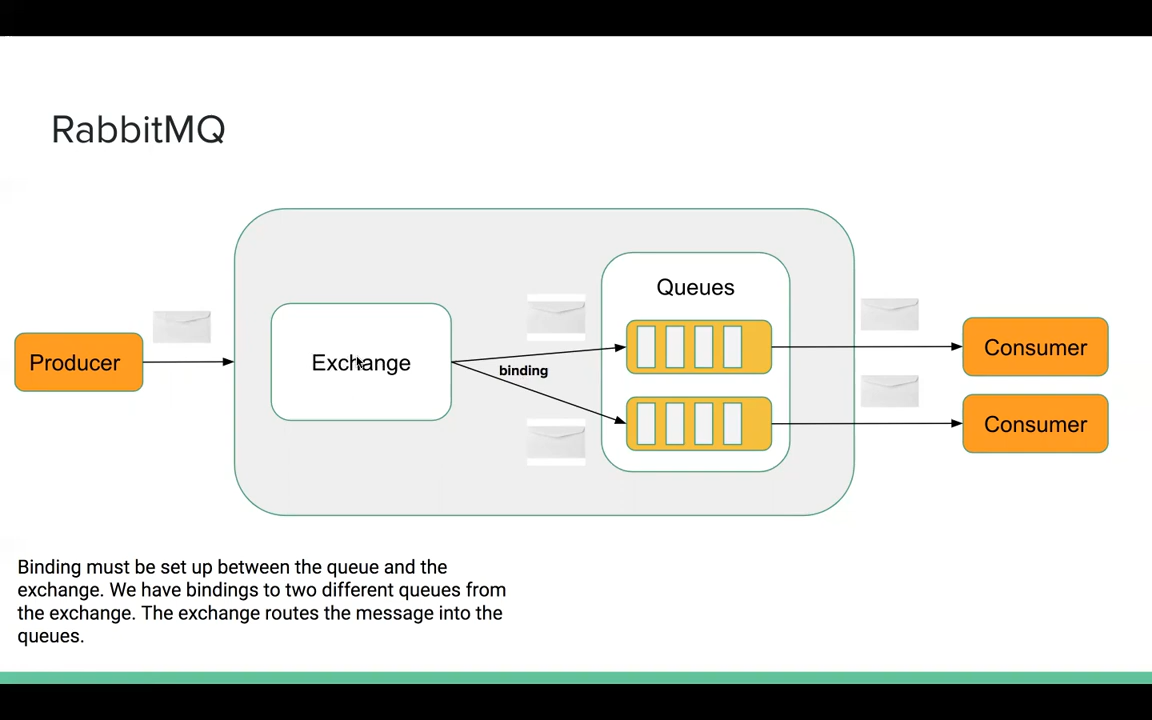 RabbitMQ
Queues
Producer
Exchange
binding
Consumer
Consumer
Binding must be set up between the queue and the
exchange. We have bindings to two different queues from
the exchange. The exchange routes the message into the
queues.